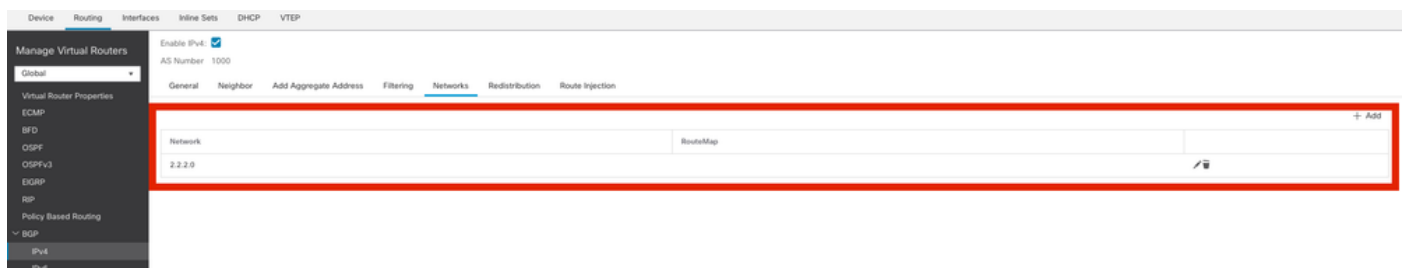 Device Routing Interfaces Inline Sets DHCP VTEP
Manage Virtual Routers
Global
Virtual Router Properties
ECMP
BFD
OSPF
OSPFv3
EIGRP
RIP
Policy Based Routing
BGP
IPv4
IPv6
Enable IPv4:
AS Number 1000
General Neighbor Add Aggregate Address Filtering Networks Redistribution Route Injection
+ Add
Network RouteMap
2.2.2.0